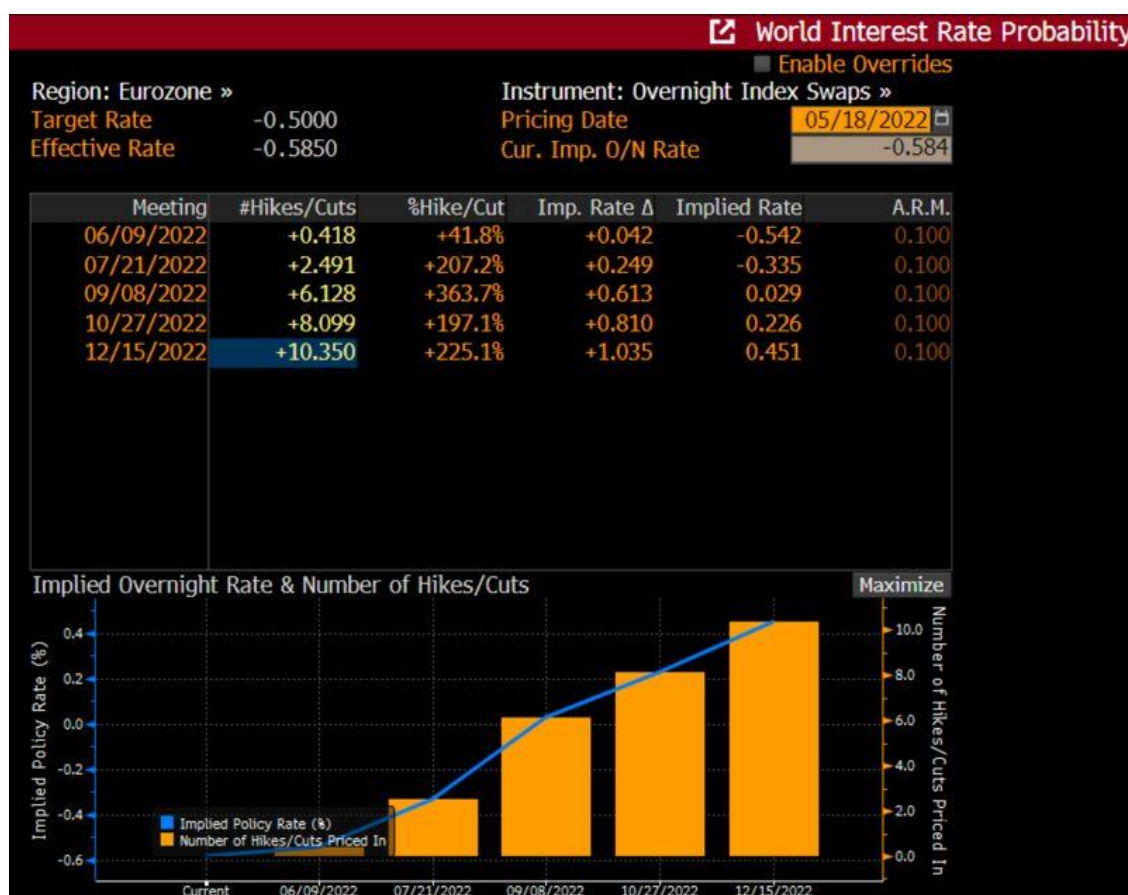 World Interest Rate Probability
Enable Overrides
Region: Eurozone » Instrument: Overnight Index Swaps »
Target Rate -0.5000 Pricing Date 05/18/2022
Effective Rate -0.5850 Cur. Imp. O/N Rate -0.584
Meeting #Hikes/Cuts %Hike/Cut Imp. Rate Δ Implied Rate A.R.M.
06/09/2022 +0.418 +41.8% +0.042 -0.542 0.100
07/21/2022 +2.491 +207.2% +0.249 -0.335 0.100
09/08/2022 +6.128 +363.7% +0.613 0.029 0.100
10/27/2022 +8.099 +197.1% +0.810 0.226 0.100
12/15/2022 +10.350 +225.1% +1.035 0.451 0.100
Implied Overnight Rate & Number of Hikes/Cuts Maximize
Implied Policy Rate (%)
0.4
0.2
0.0
-0.2
-0.4
-0.6
Implied Policy Rate (%)
Number of Hikes/Cuts Priced In
10.0
8.0
6.0
4.0
2.0
0.0
Number of Hikes/Cuts Priced In
Current 06/09/2022 07/21/2022 09/08/2022 10/27/2022 12/15/2022